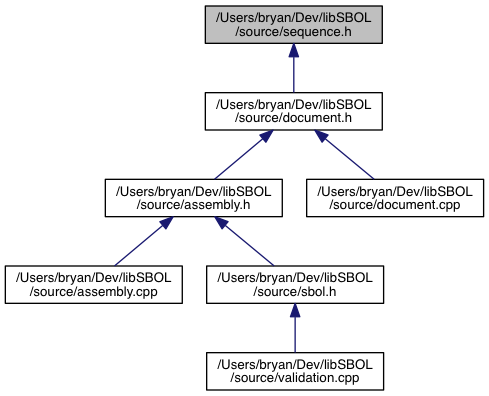 /Users/bryan/Dev/libSBOL
/source/sequence.h
/Users/bryan/Dev/libSBOL
/source/document.h
/Users/bryan/Dev/libSBOL
/source/assembly.h
/Users/bryan/Dev/libSBOL
/source/document.cpp
/Users/bryan/Dev/libSBOL
/source/assembly.cpp
/Users/bryan/Dev/libSBOL
/source/sbol.h
/Users/bryan/Dev/libSBOL
/source/validation.cpp